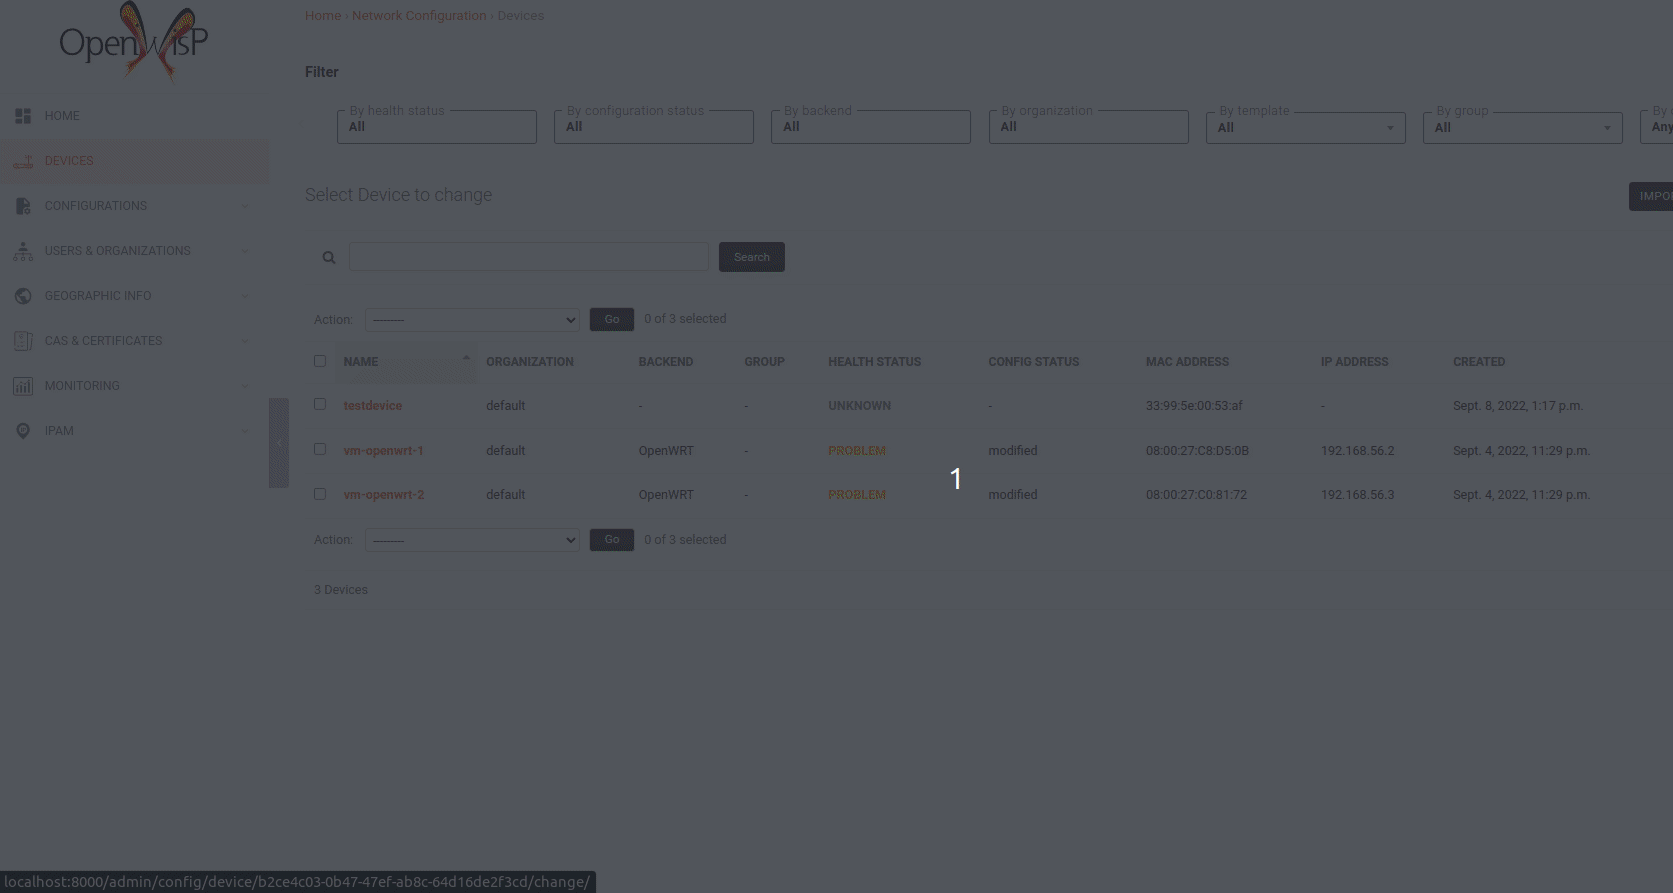 OpenWISP
Home › Network Configuration › Devices
Filter
By health status
All
By configuration status
All
By backend
All
By organization
All
By template
All
By group
All
Any
Select Device to change
Search
Action: --------- Go 0 of 3 selected
NAME ORGANIZATION BACKEND GROUP HEALTH STATUS CONFIG STATUS MAC ADDRESS IP ADDRESS CREATED
testdevice default - - UNKNOWN - 33:99:5e:00:53:af - Sept. 8, 2022, 1:17 p.m.
vm-openwrt-1 default OpenWRT - PROBLEM modified 08:00:27:C8:D5:0B 192.168.56.2 Sept. 4, 2022, 11:29 p.m.
vm-openwrt-2 default OpenWRT - PROBLEM modified 08:00:27:C0:81:72 192.168.56.3 Sept. 4, 2022, 11:29 p.m.
Action: --------- Go 0 of 3 selected
3 Devices
HOME
DEVICES
CONFIGURATIONS
USERS & ORGANIZATIONS
GEOGRAPHIC INFO
CAS & CERTIFICATES
MONITORING
IPAM
1
localhost:8000/admin/config/device/b2ce4c03-0b47-47ef-ab8c-64d16de2f3cd/change/